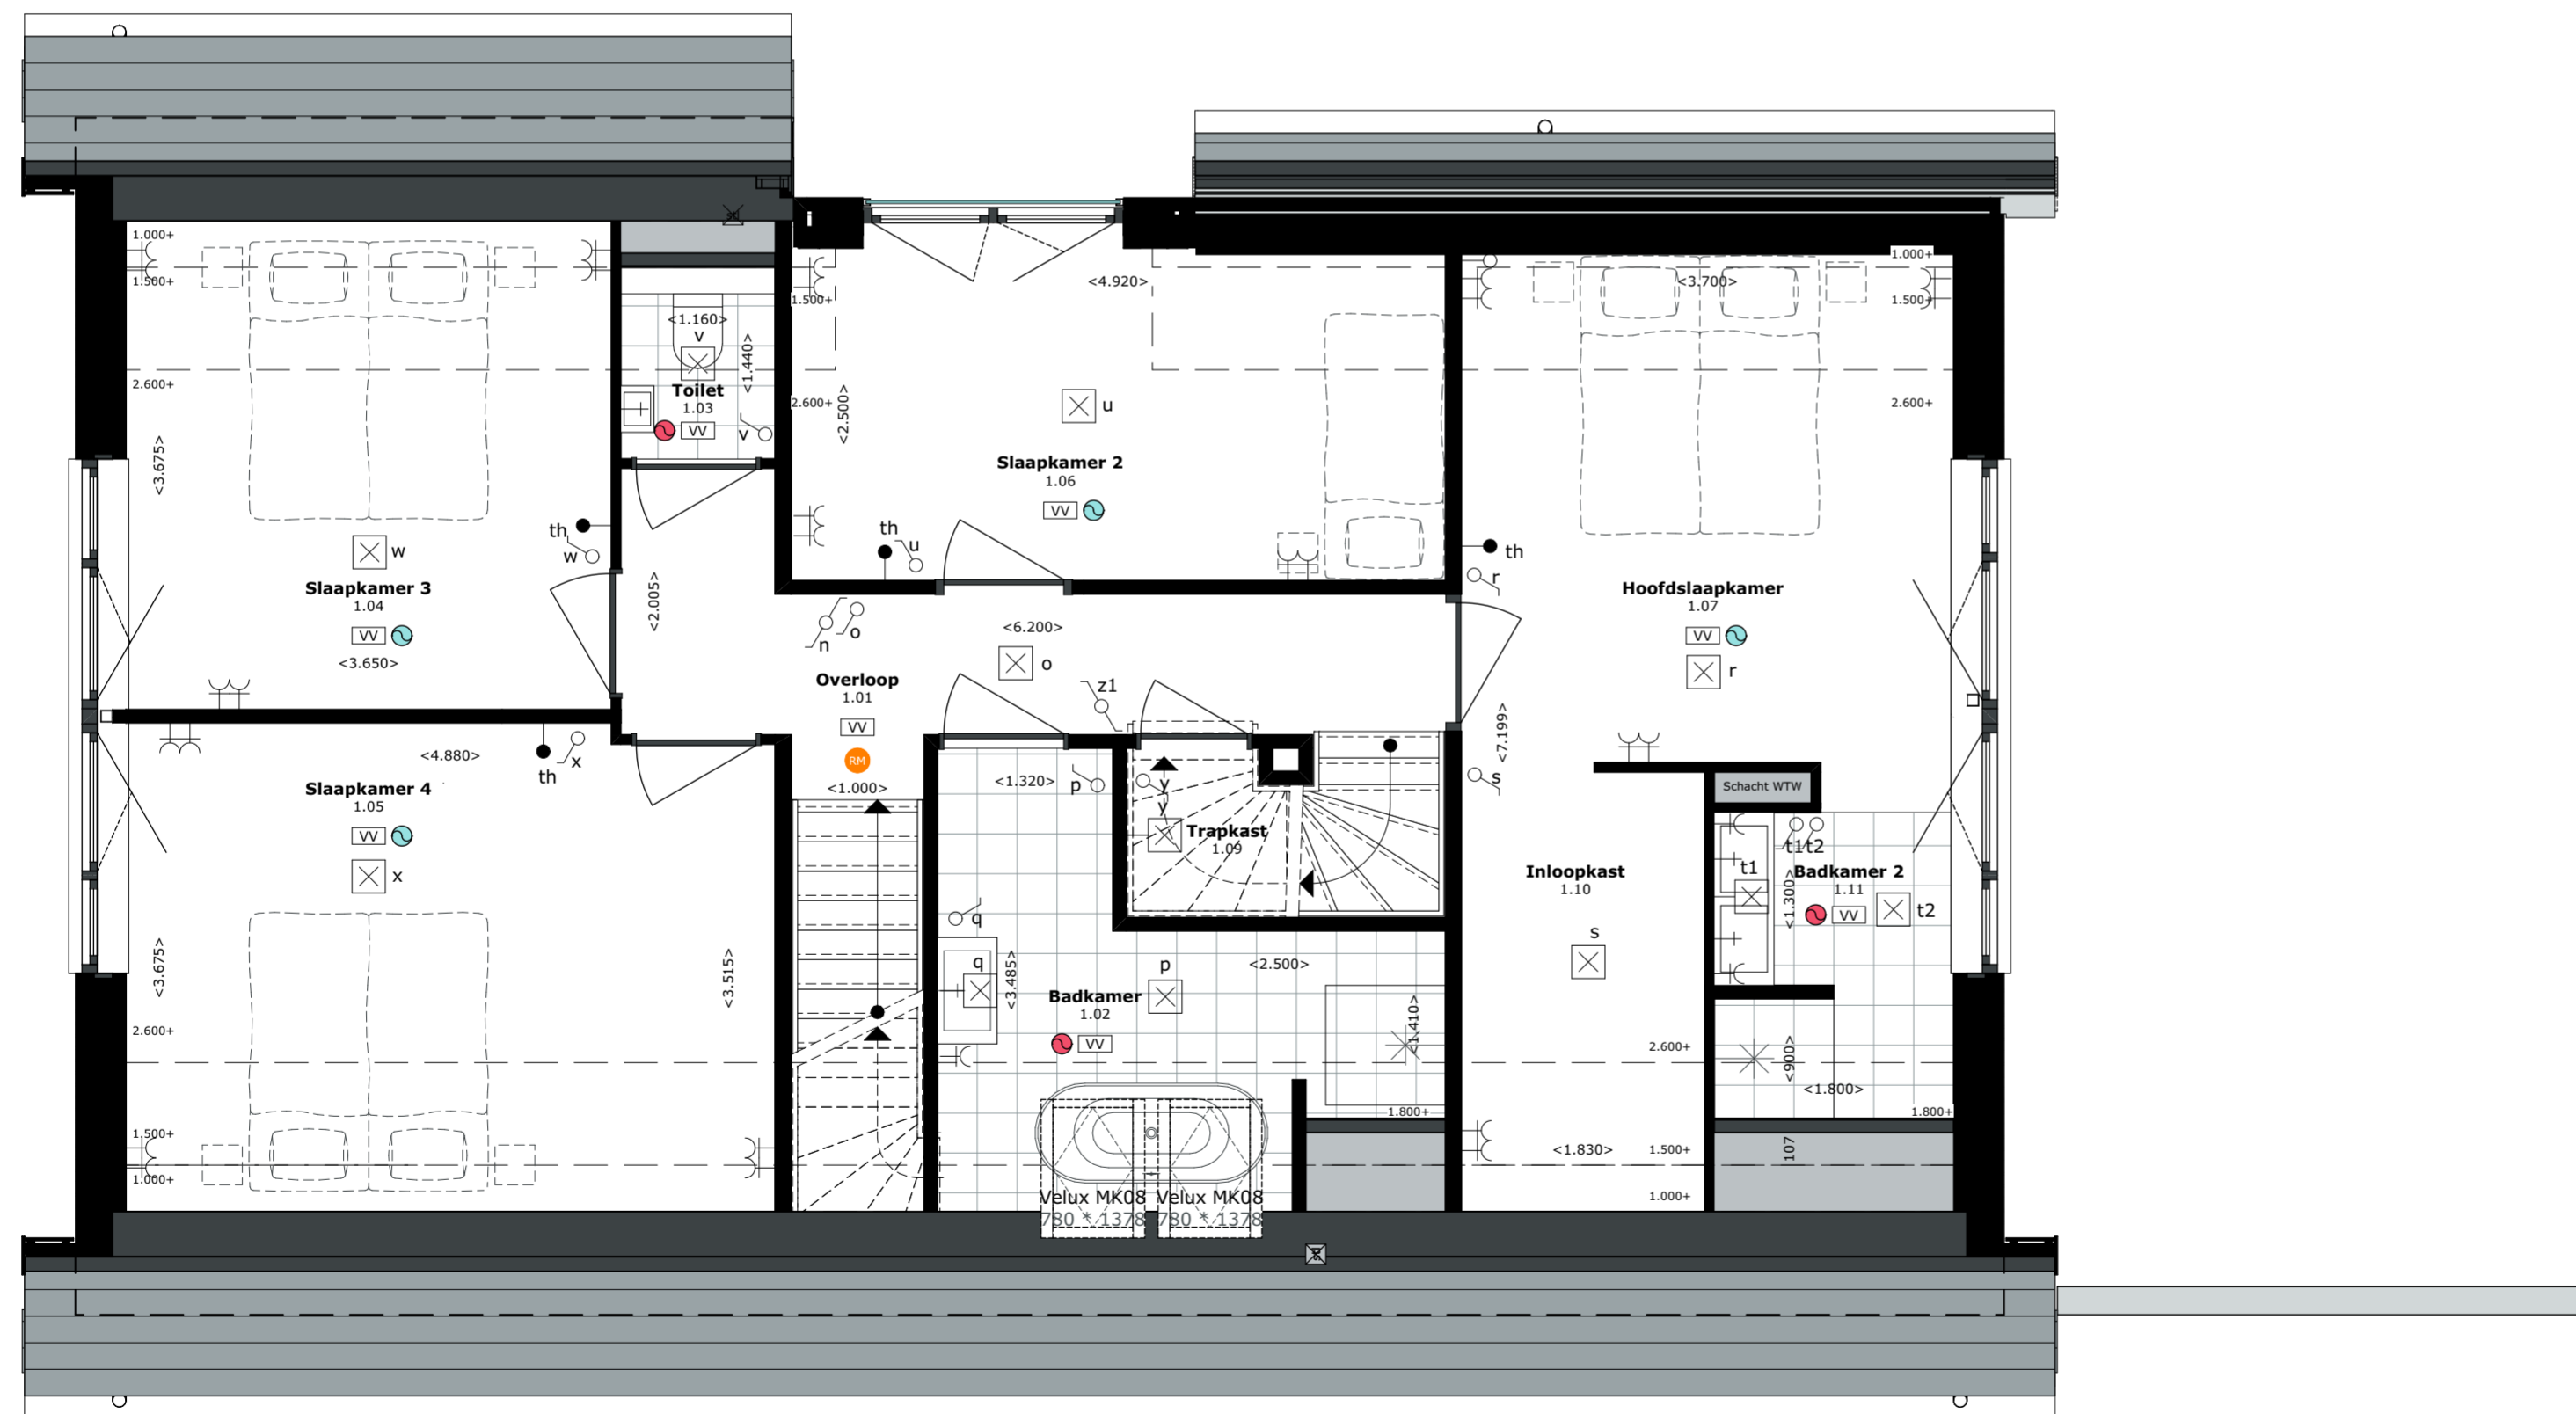 1.000+
1.500+
2.600+
<3.675>
th
w
w
Slaapkamer 3
1.04
VV
<3.650>
<1.160>
v
<1.440>
Toilet
1.03
VV
v
1.500+
2.600+
<2.500>
<4.920>
u
Slaapkamer 2
1.06
VV
th
u
1.000+
<3.700>
1.500+
2.600+
th
r
Hoofdslaapkamer
1.07
VV
r
<7.199>
s
<2.005>
n
o
<6.200>
o
Overloop
1.01
VV
RM
<1.000>
z1
<4.880>
th
x
Slaapkamer 4
1.05
VV
x
<3.675>
<3.515>
2.600+
1.500+
1.000+
<1.320>
p
y
y
Trapkast
1.09
q
q
<3.485>
p
<2.500>
Badkamer
1.02
VV
<1.410>
1.800+
Velux MK08
780 * 1378
Velux MK08
780 * 1378
Inloopkast
1.10
s
2.600+
<1.830>
1.500+
1.000+
Schacht WTW
t1
t2
t1
Badkamer 2
1.11
<1.300>
VV
t2
<900>
<1.800>
1.800+
107